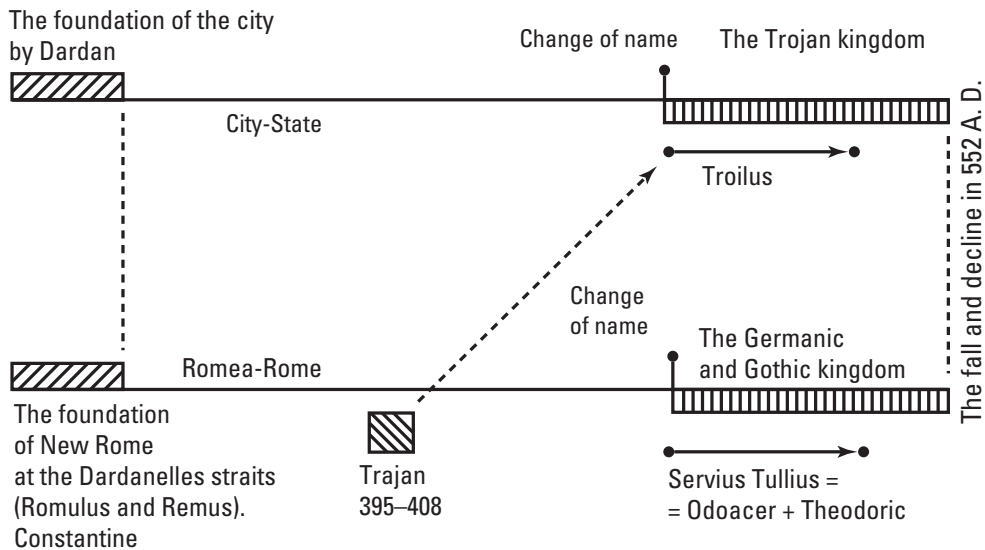 The foundation of the city
by Dardan
Change of name
The Trojan kingdom
City-State
Troilus
The fall and decline in 552 A. D.
Change
of name
The Germanic
and Gothic kingdom
Romea-Rome
The foundation
of New Rome
at the Dardanelles straits
(Romulus and Remus).
Constantine
Trajan
395–408
Servius Tullius =
= Odoacer + Theodoric